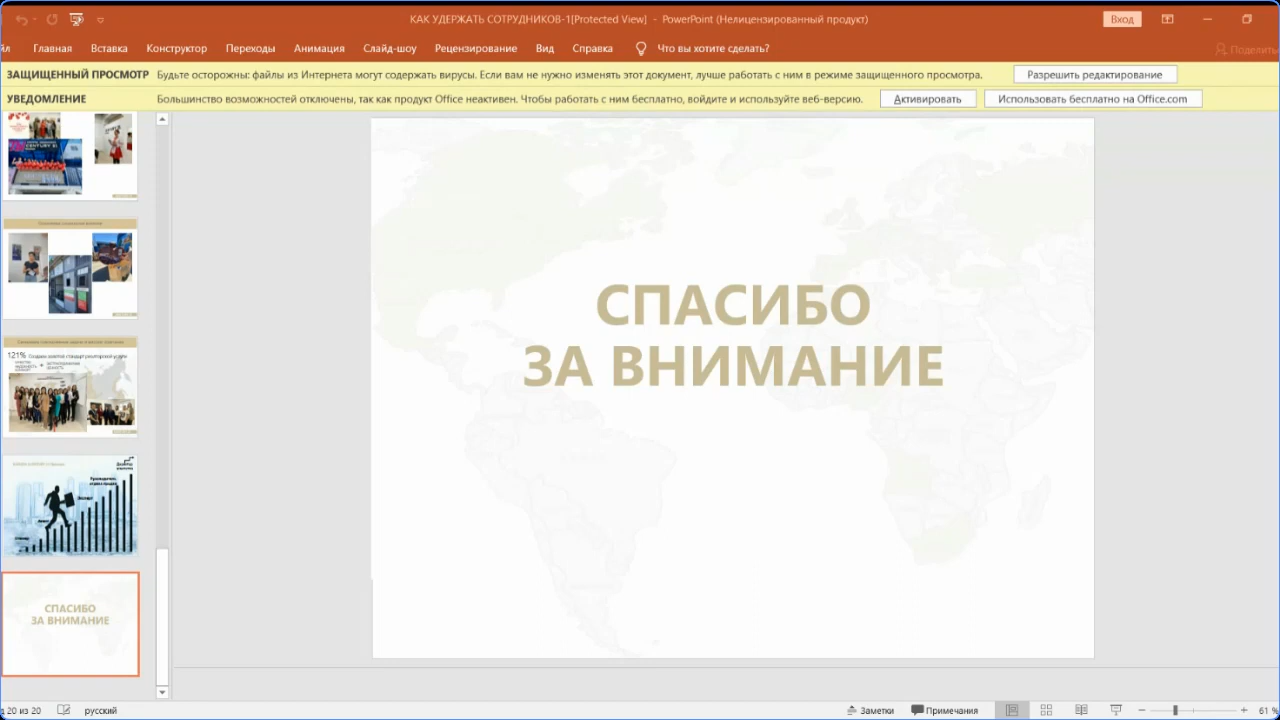 КАК УДЕРЖАТЬ СОТРУДНИКОВ-1[Protected View] - PowerPoint (Нелицензированный продукт)
Вход
йл Главная Вставка Конструктор Переходы Анимация Слайд-шоу Рецензирование Вид Справка Что вы хотите сделать? Поделиться
ЗАЩИЩЕННЫЙ ПРОСМОТР Будьте осторожны: файлы из Интернета могут содержать вирусы. Если вам не нужно изменять этот документ, лучше работать с ним в режиме защищенного просмотра. Разрешить редактирование
УВЕДОМЛЕНИЕ Большинство возможностей отключены, так как продукт Office неактивен. Чтобы работать с ним бесплатно, войдите и используйте веб-версию. Активировать Использовать бесплатно на Office.com
CENTURY 21
121%
СПАСИБО
ЗА ВНИМАНИЕ
СПАСИБО
ЗА ВНИМАНИЕ
20 из 20 русский Заметки Примечания 61 %